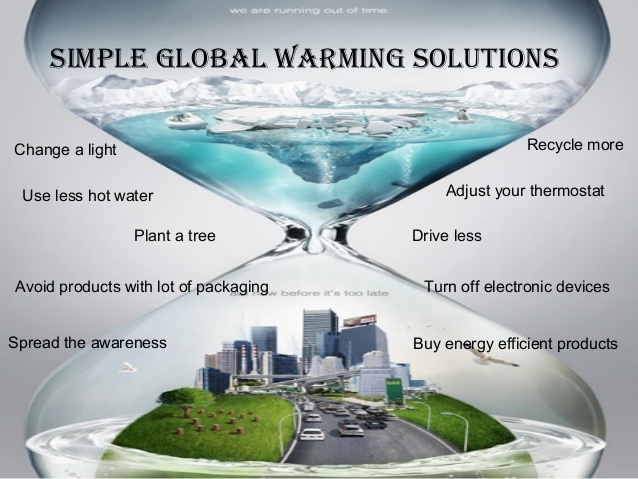 we are running out of time
SIMPLE GLOBAL WARMING SOLUTIONS
Change a light
Recycle more
Use less hot water
Adjust your thermostat
Plant a tree
Drive less
Avoid products with lot of packaging
Turn off electronic devices
now before it's too late
Spread the awareness
Buy energy efficient products